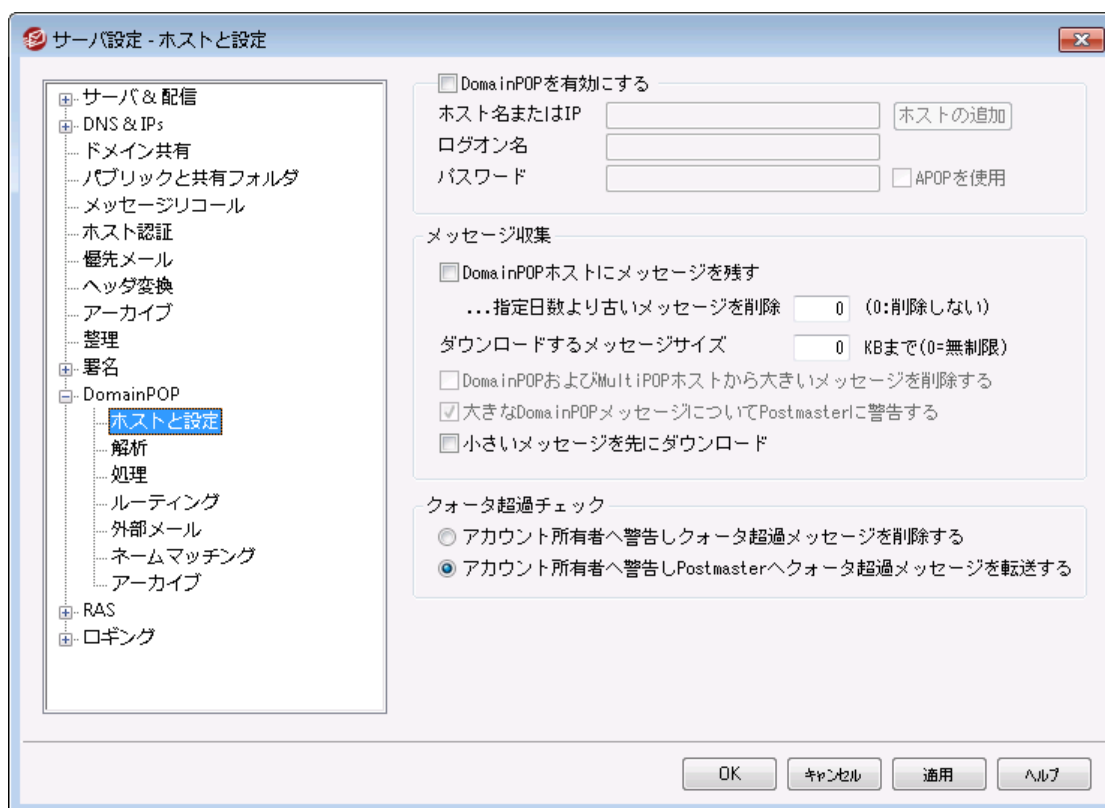 サーバ設定 - ホストと設定
サーバ & 配信
DNS & IPs
ドメイン共有
パブリックと共有フォルダ
メッセージリコール
ホスト認証
優先メール
ヘッダ変換
アーカイブ
整理
署名
DomainPOP
ホストと設定
解析
処理
ルーティング
外部メール
ネームマッチング
アーカイブ
RAS
ロギング
DomainPOPを有効にする
ホスト名またはIP ホストの追加
ログオン名
パスワード APOPを使用
メッセージ収集
DomainPOPホストにメッセージを残す
...指定日数より古いメッセージを削除 0 (0:削除しない)
ダウンロードするメッセージサイズ 0 KBまで(0=無制限)
DomainPOPおよびMultiPOPホストから大きいメッセージを削除する
大きなDomainPOPメッセージについてPostmasterに警告する
小さいメッセージを先にダウンロード
クォータ超過チェック
アカウント所有者へ警告しクォータ超過メッセージを削除する
アカウント所有者へ警告しPostmasterへクォータ超過メッセージを転送する
OK キャンセル 適用 ヘルプ